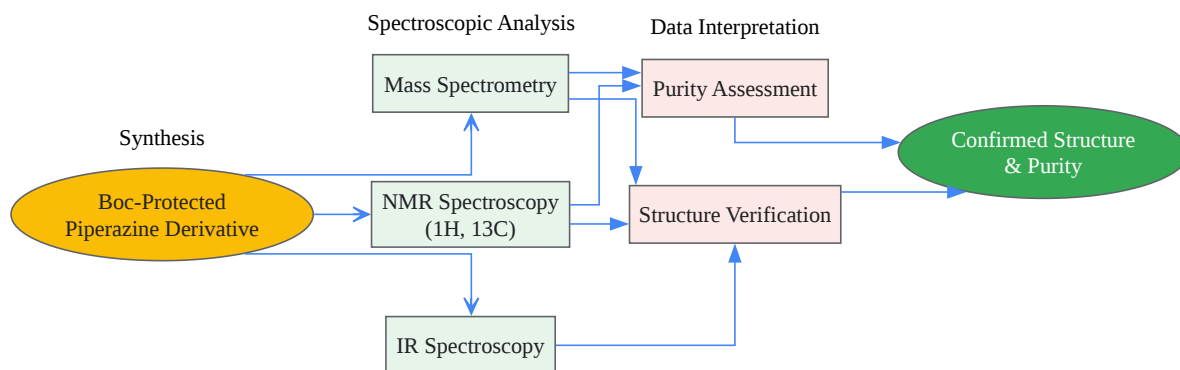 Spectroscopic Analysis
Data Interpretation
Synthesis
Mass Spectrometry
Purity Assessment
Confirmed Structure
& Purity
Boc-Protected
Piperazine Derivative
NMR Spectroscopy
(1H, 13C)
Structure Verification
IR Spectroscopy